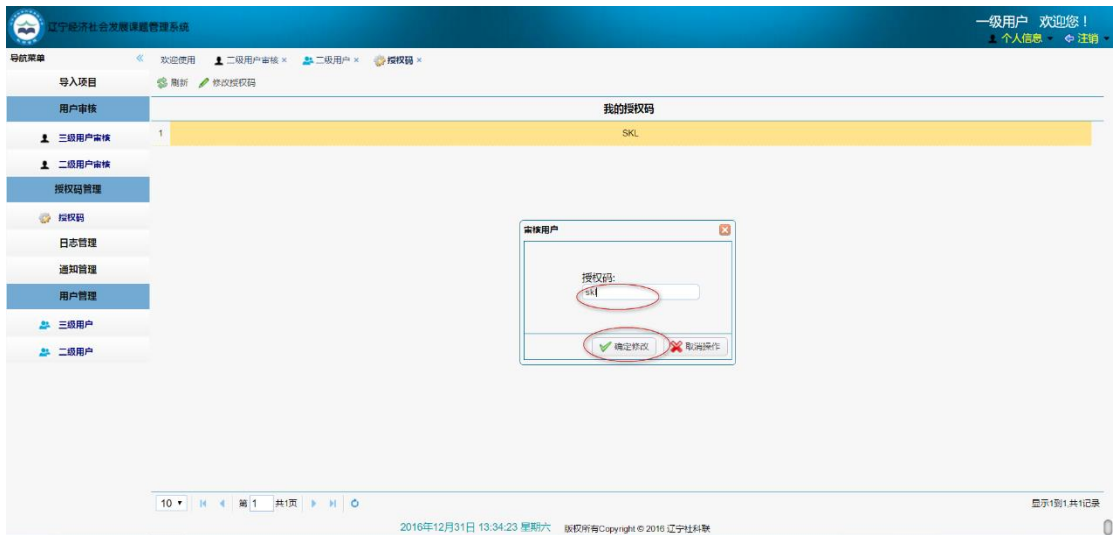 辽宁经济社会发展课题管理系统
一级用户 欢迎您！
个人信息 注销
导航菜单
导入项目
用户审核
三级用户审核
二级用户审核
授权码管理
授权码
日志管理
通知管理
用户管理
三级用户
二级用户
欢迎使用 二级用户审核 × 二级用户 × 授权码 ×
刷新 修改授权码
我的授权码
1 SKL
审核用户
授权码:
skl
确定修改 取消操作
10 第 1 共1页
显示1到1,共1记录
2016年12月31日 13:34:23 星期六 版权所有Copyright © 2016 辽宁社科联